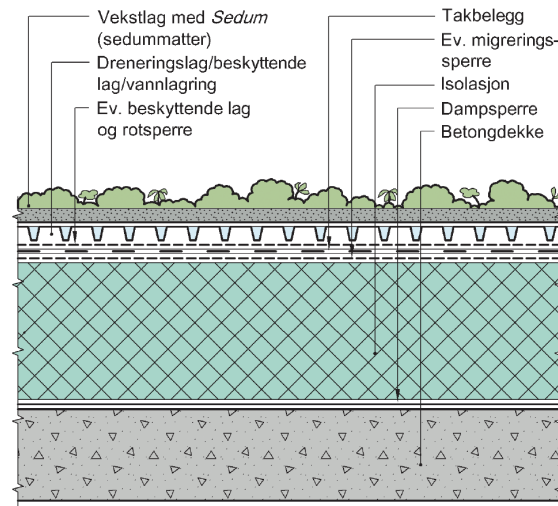 Vekstlag med Sedum
(sedummatter)
Dreneringslag/beskyttende
lag/vannlagring
Ev. beskyttende lag
og rotsperre
Takbelegg
Ev. migrerings-
sperre
Isolasjon
Dampsperre
Betongdekke